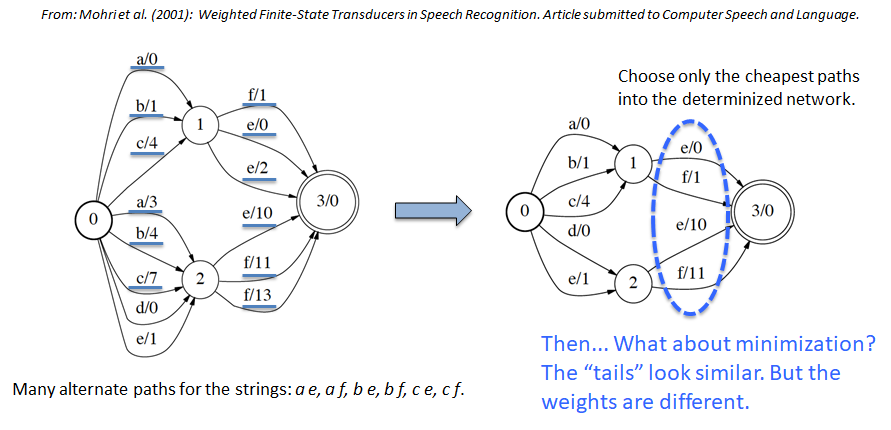 From: Mohri et al. (2001): Weighted Finite-State Transducers in Speech Recognition. Article submitted to Computer Speech and Language.
a/0
b/1
c/4
a/3
b/4
c/7
d/0
e/1
0
1
2
f/1
e/0
e/2
e/10
f/11
f/13
3/0
Many alternate paths for the strings: a e, a f, b e, b f, c e, c f.
Choose only the cheapest paths
into the determinized network.
a/0
b/1
c/4
d/0
e/1
0
1
2
e/0
f/1
e/10
f/11
3/0
Then... What about minimization?
The “tails” look similar. But the
weights are different.